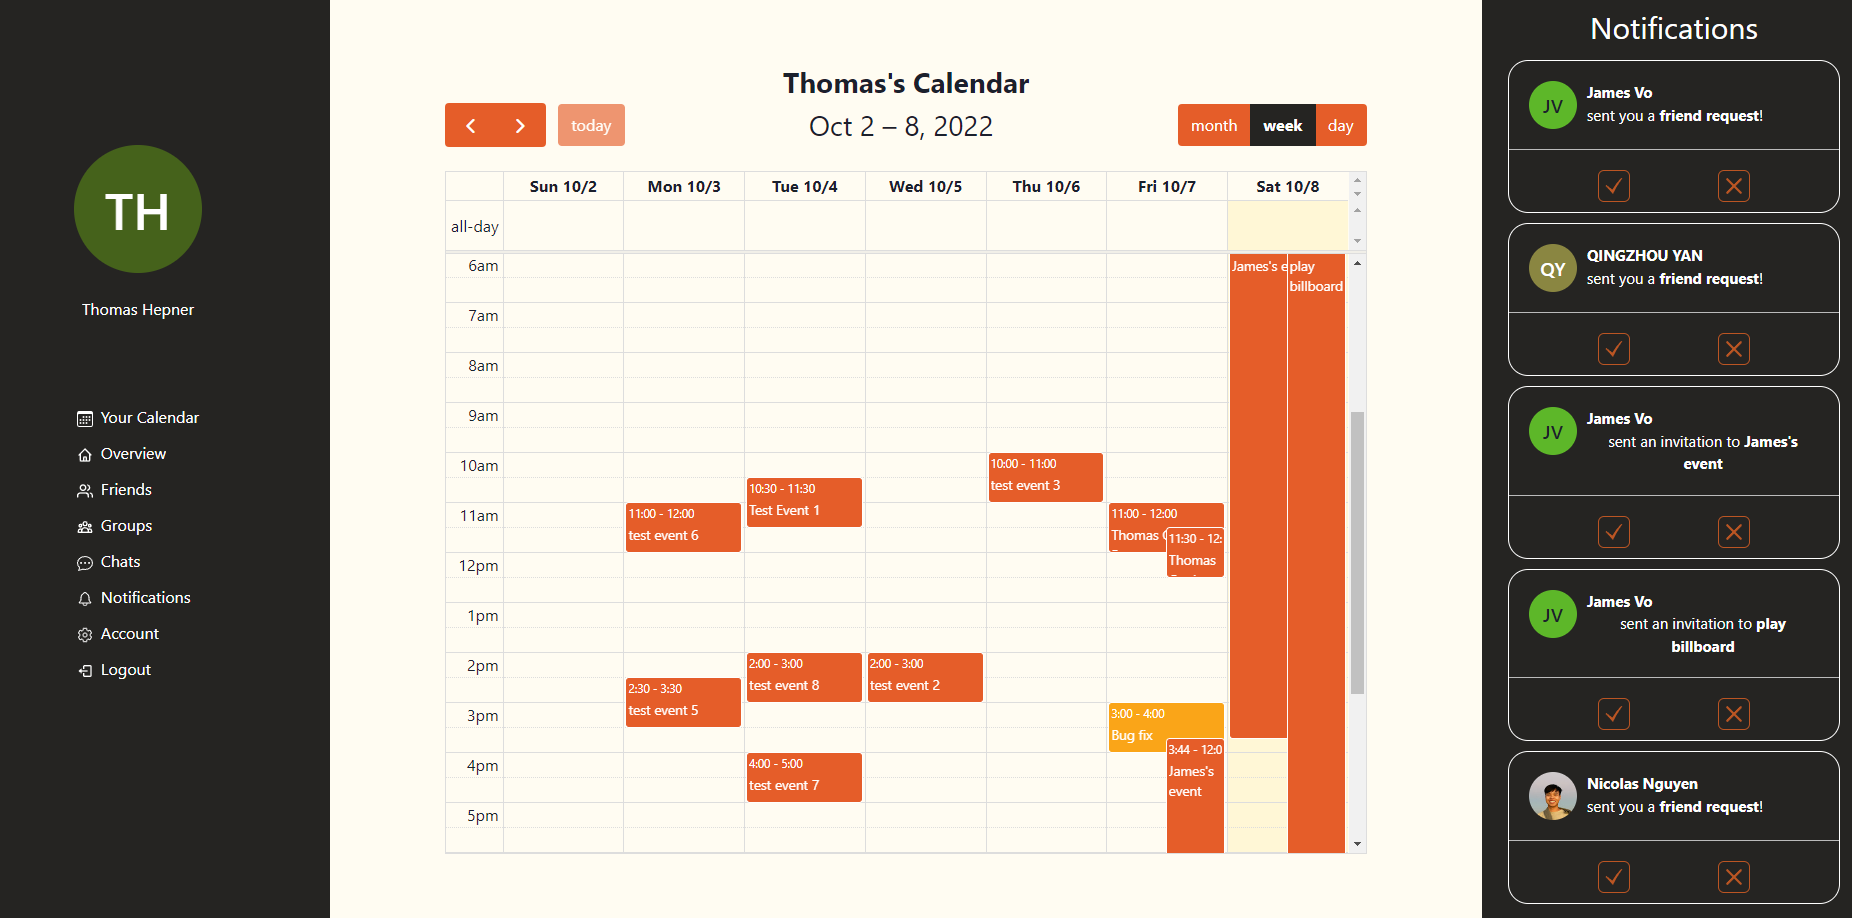 TH
Thomas Hepner
Your Calendar
Overview
Friends
Groups
Chats
Notifications
Account
Logout
Thomas's Calendar
today
Oct 2 – 8, 2022
month week day
Sun 10/2 Mon 10/3 Tue 10/4 Wed 10/5 Thu 10/6 Fri 10/7 Sat 10/8
all-day
6am
7am
8am
9am
10am
11am
12pm
1pm
2pm
3pm
4pm
5pm
11:00 - 12:00
test event 6
2:30 - 3:30
test event 5
10:30 - 11:30
Test Event 1
2:00 - 3:00
test event 8
4:00 - 5:00
test event 7
2:00 - 3:00
test event 2
10:00 - 11:00
test event 3
11:00 - 12:00
Thomas
11:30 - 12:
Thomas
3:00 - 4:00
Bug fix
3:44 - 12:0
James's
event
James's e
play
billboard
Notifications
JV
James Vo
sent you a friend request!
QY
QINGZHOU YAN
sent you a friend request!
JV
James Vo
sent an invitation to James's
event
JV
James Vo
sent an invitation to play
billboard
Nicolas Nguyen
sent you a friend request!